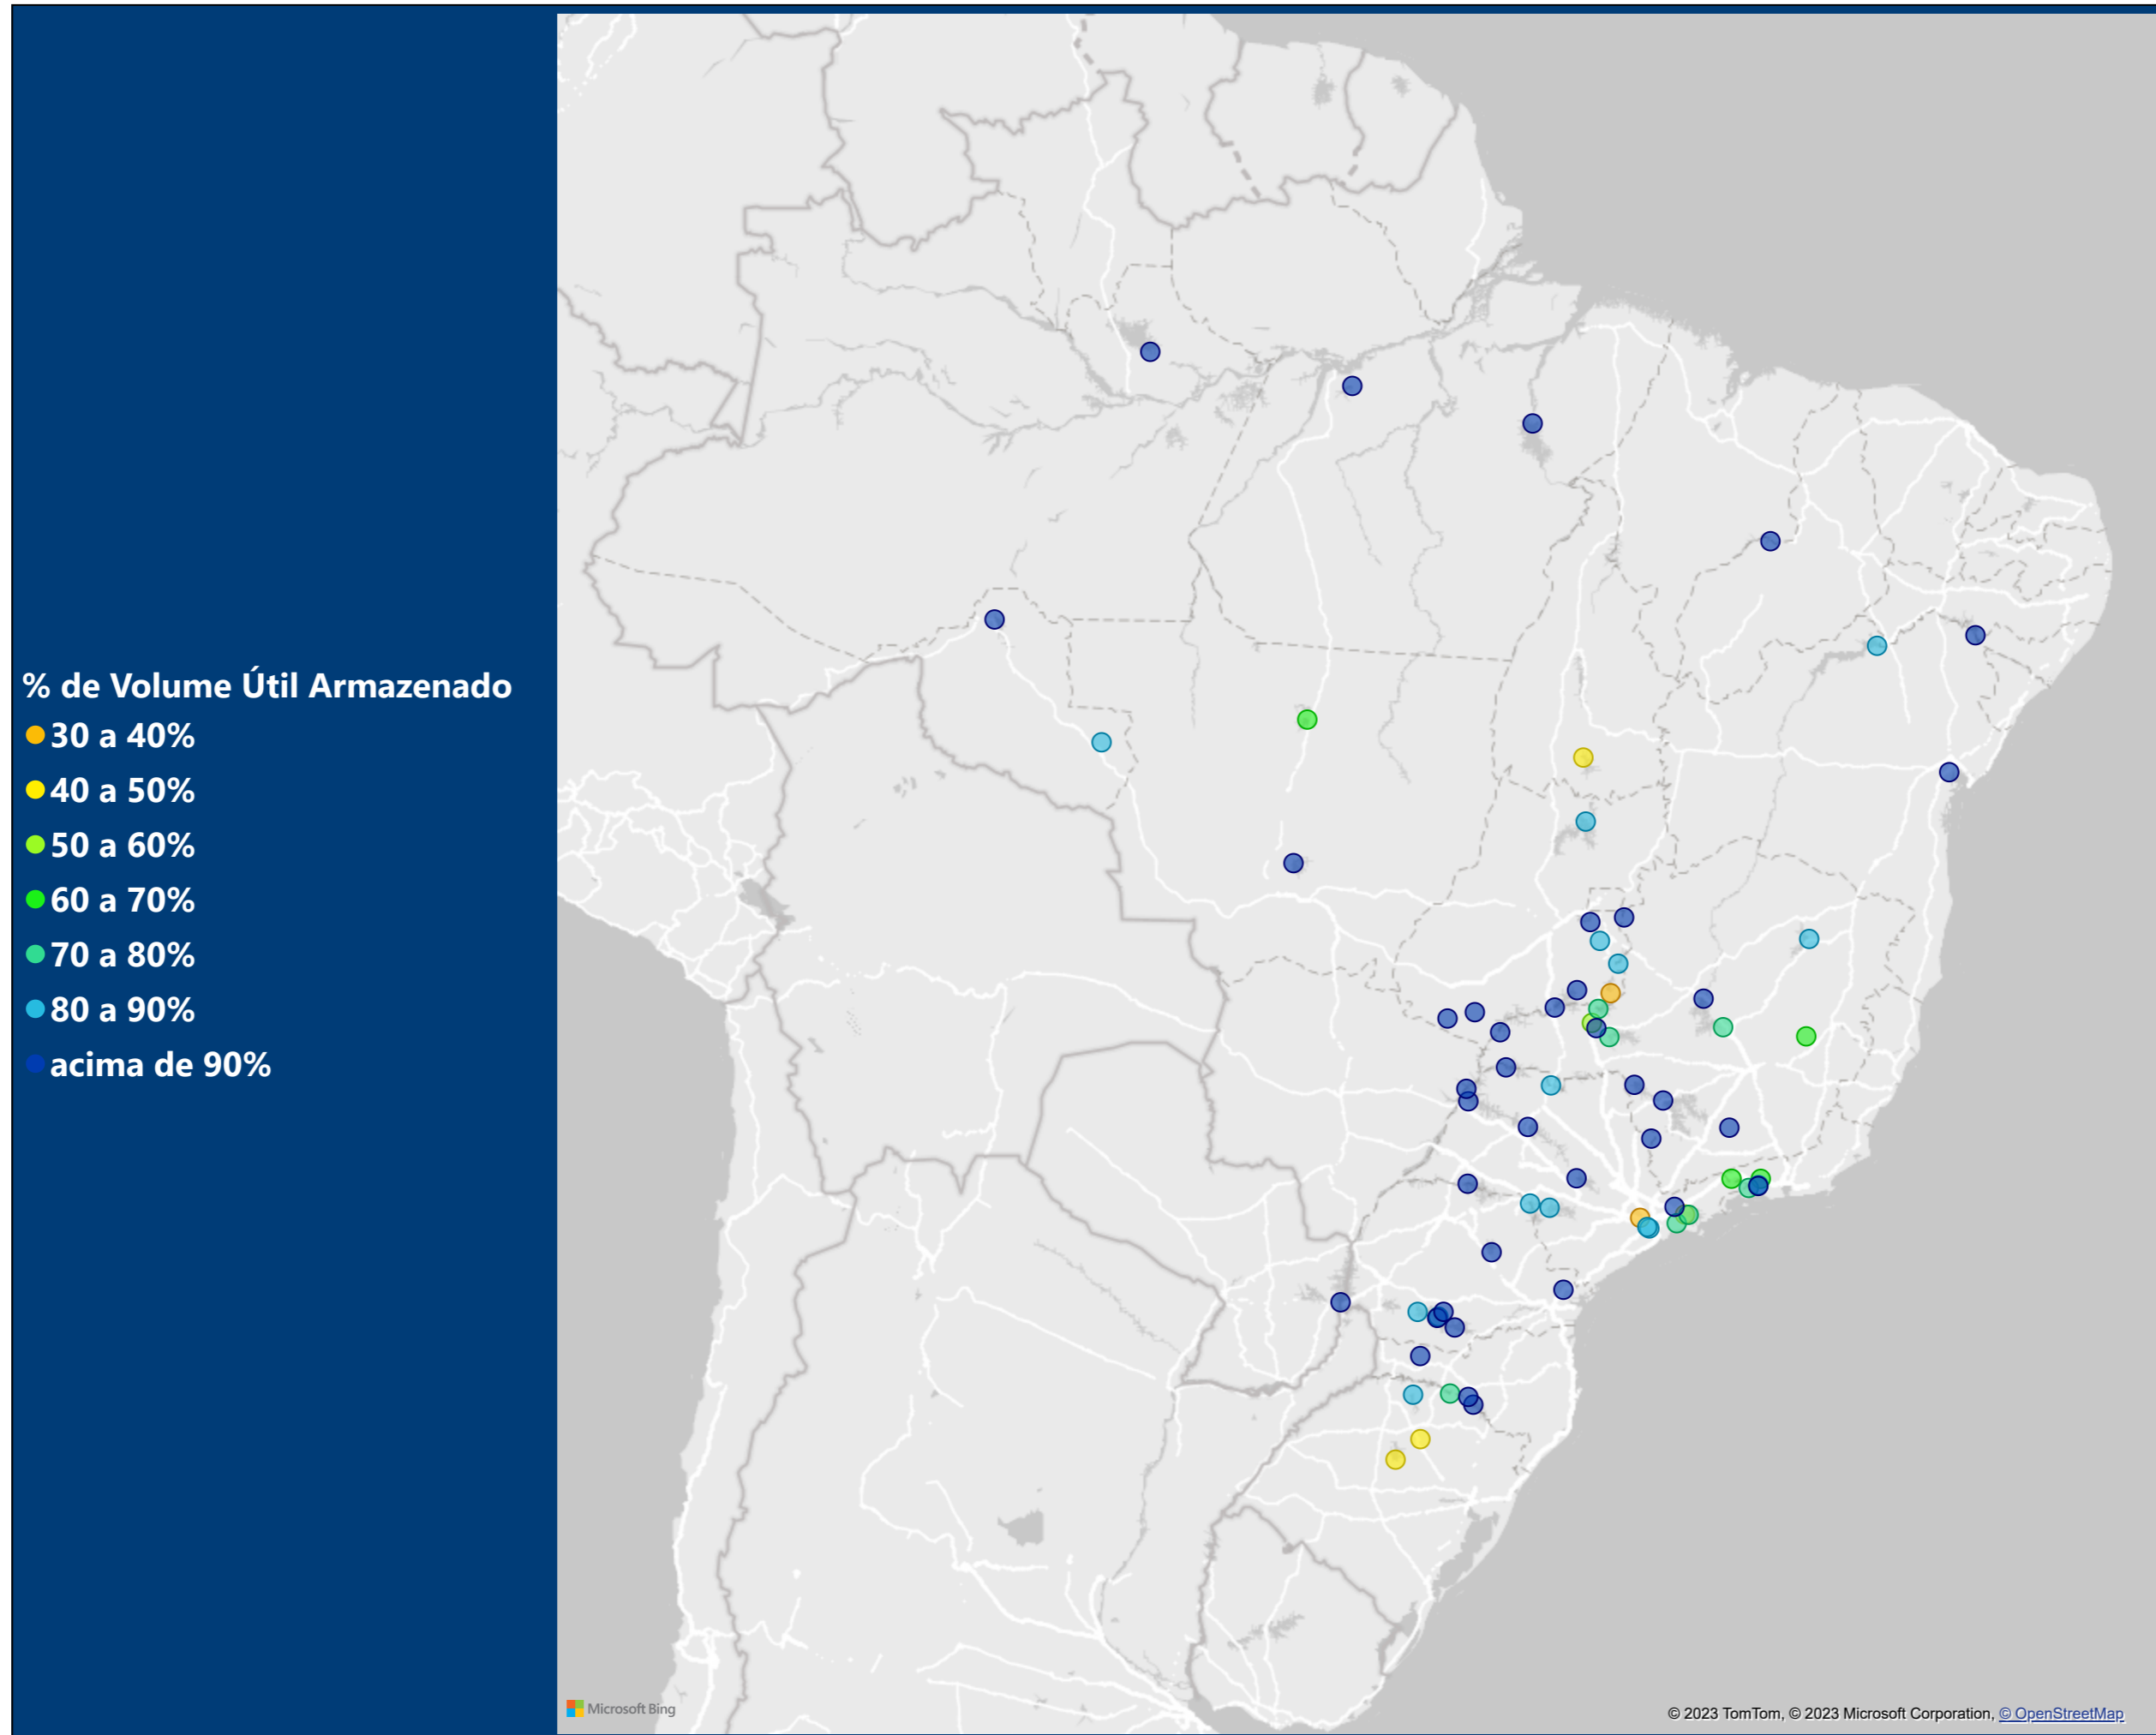 % de Volume Útil Armazenado
30 a 40%
40 a 50%
50 a 60%
60 a 70%
70 a 80%
80 a 90%
acima de 90%
Microsoft Bing
© 2023 TomTom, © 2023 Microsoft Corporation, © OpenStreetMap